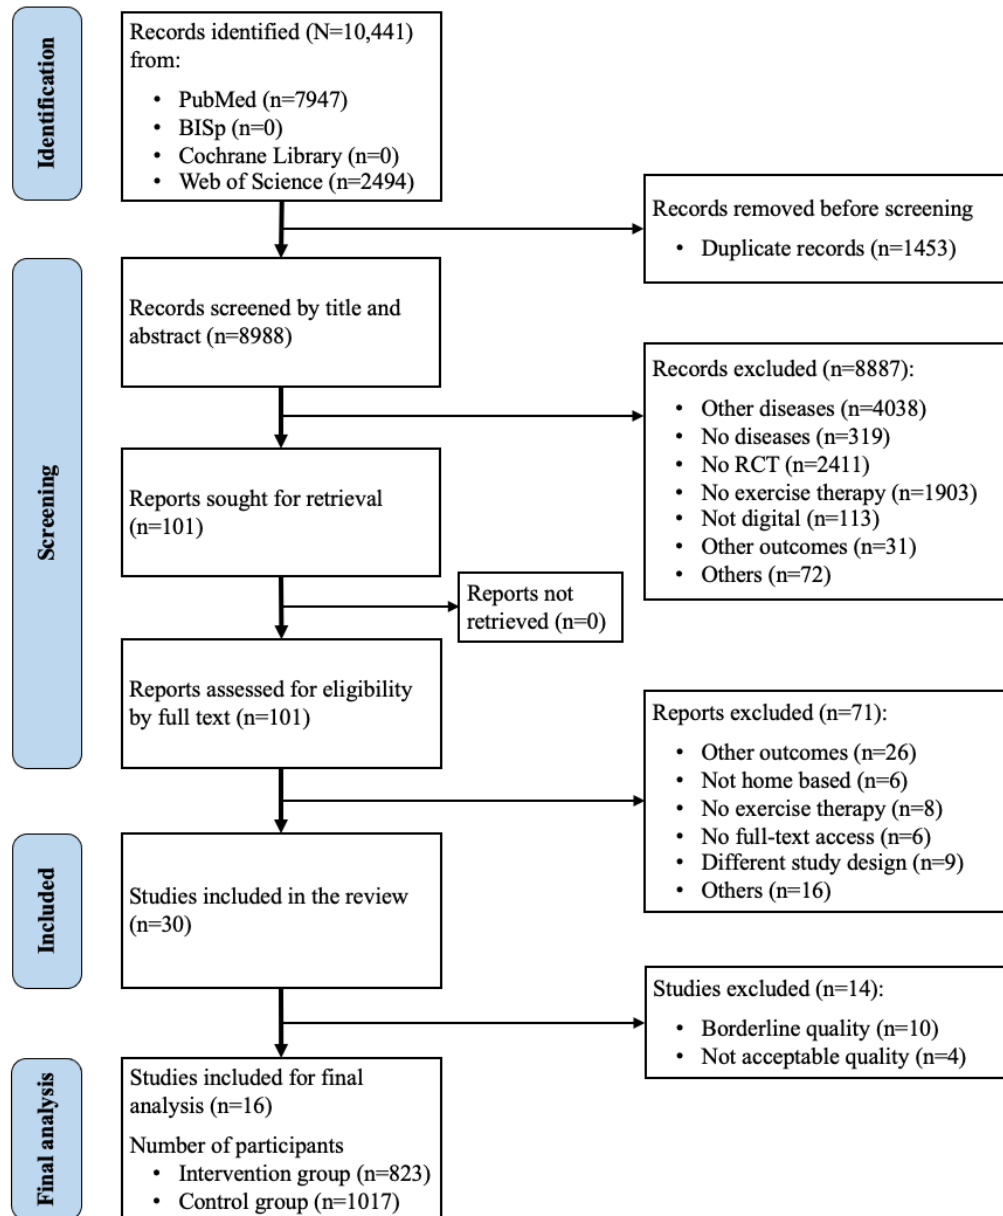 Identification
Records identified (N=10,441)
from:
• PubMed (n=7947)
• BISp (n=0)
• Cochrane Library (n=0)
• Web of Science (n=2494)
Records removed before screening
• Duplicate records (n=1453)
Screening
Records screened by title and
abstract (n=8988)
Records excluded (n=8887):
• Other diseases (n=4038)
• No diseases (n=319)
• No RCT (n=2411)
• No exercise therapy (n=1903)
• Not digital (n=113)
• Other outcomes (n=31)
• Others (n=72)
Reports sought for retrieval
(n=101)
Reports not
retrieved (n=0)
Reports assessed for eligibility
by full text (n=101)
Reports excluded (n=71):
• Other outcomes (n=26)
• Not home based (n=6)
• No exercise therapy (n=8)
• No full-text access (n=6)
• Different study design (n=9)
• Others (n=16)
Included
Studies included in the review
(n=30)
Studies excluded (n=14):
• Borderline quality (n=10)
• Not acceptable quality (n=4)
Final analysis
Studies included for final
analysis (n=16)
Number of participants
• Intervention group (n=823)
• Control group (n=1017)